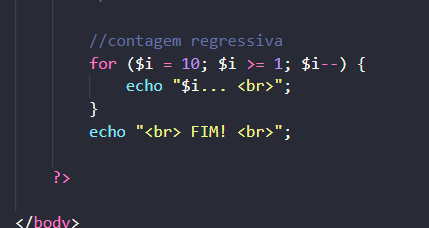 //contagem regressiva
for ($i = 10; $i >= 1; $i--) {
echo "$i... <br>";
}
echo "<br> FIM! <br>";
?>
</body>